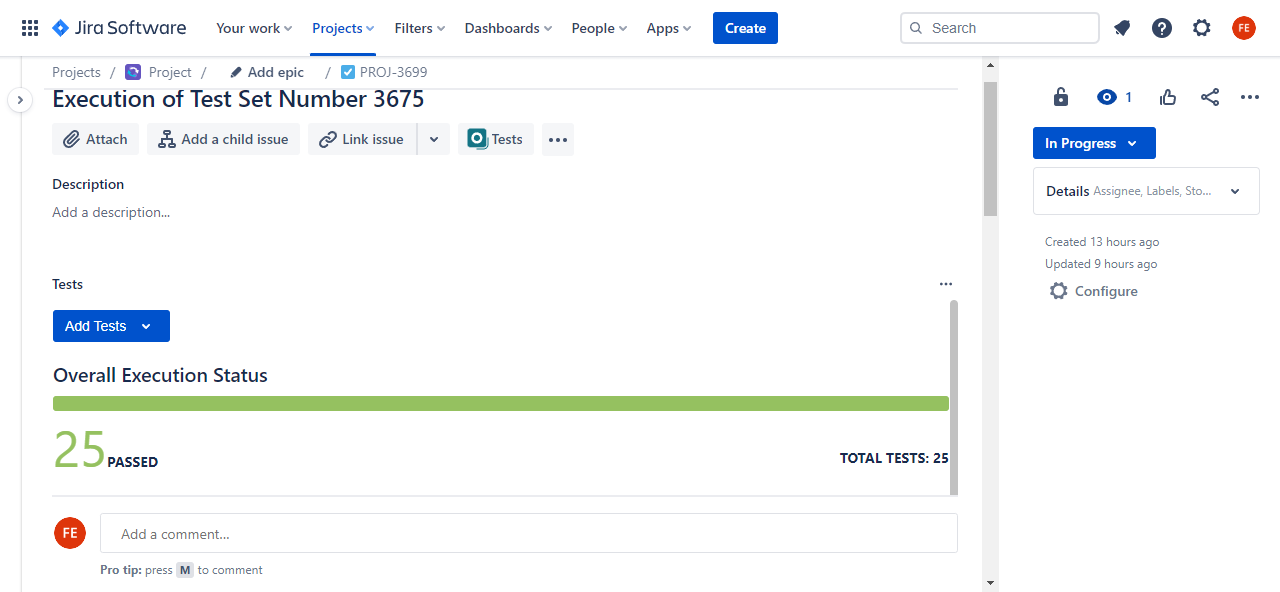 Jira Software
Your work
Projects
Filters
Dashboards
People
Apps
Create
Search
FE
Projects / Project / Add epic / PROJ-3699
1
Execution of Test Set Number 3675
Attach
Add a child issue
Link issue
Tests
In Progress
Description
Details Assignee, Labels, Sto...
Add a description...
Created 13 hours ago
Updated 9 hours ago
Tests
Configure
Add Tests
Overall Execution Status
25 PASSED
TOTAL TESTS: 25
FE
Add a comment...
Pro tip: press M to comment